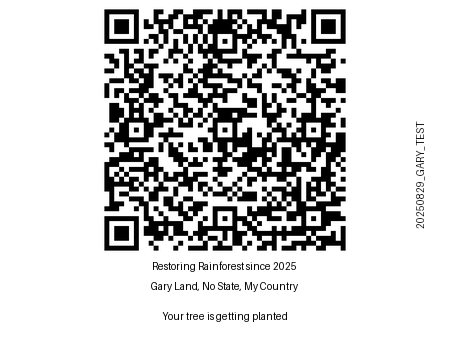 Restoring Rainforest since 2025
Gary Land, No State, My Country
Your tree is getting planted
20250829_GARY_TEST